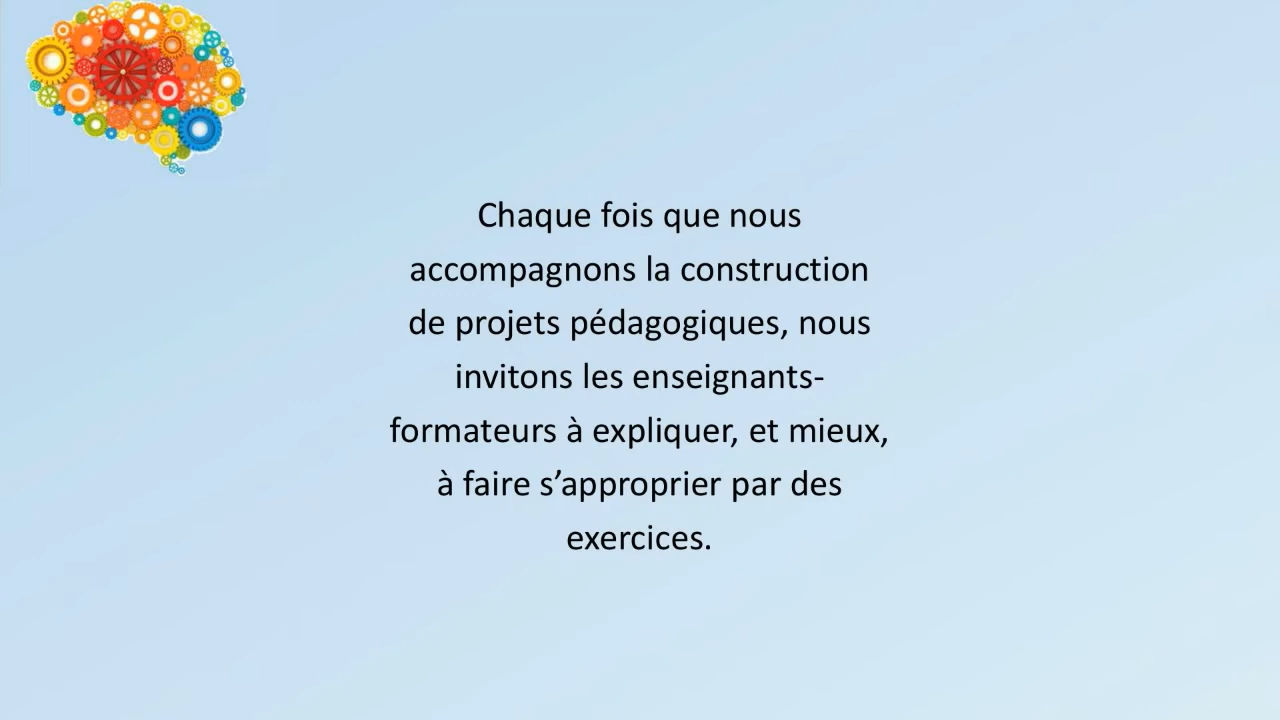 Chaque fois que nous
accompagnons la construction
de projets pédagogiques, nous
invitons les enseignants-
formateurs à expliquer, et mieux,
à faire s’approprier par des
exercices.